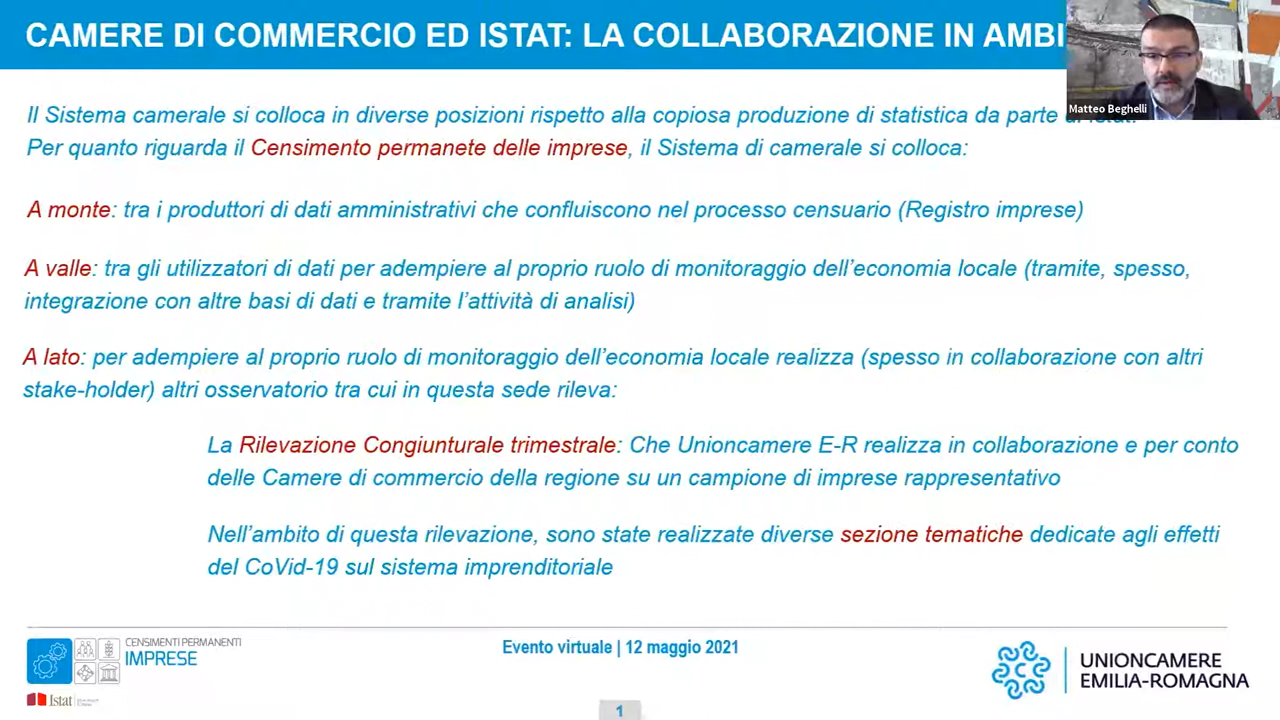 CAMERE DI COMMERCIO ED ISTAT: LA COLLABORAZIONE IN AMBI
Matteo Beghelli
Il Sistema camerale si colloca in diverse posizioni rispetto alla copiosa produzione di statistica da parte
Per quanto riguarda il Censimento permanete delle imprese, il Sistema di camerale si colloca:
A monte: tra i produttori di dati amministrativi che confluiscono nel processo censuario (Registro imprese)
A valle: tra gli utilizzatori di dati per adempiere al proprio ruolo di monitoraggio dell'economia locale (tramite, spesso,
integrazione con altre basi di dati e tramite l'attività di analisi)
A lato: per adempiere al proprio ruolo di monitoraggio dell'economia locale realizza (spesso in collaborazione con altri
stake-holder) altri osservatorio tra cui in questa sede rileva:
La Rilevazione Congiunturale trimestrale: Che Unioncamere E-R realizza in collaborazione e per conto
delle Camere di commercio della regione su un campione di imprese rappresentativo
Nell'ambito di questa rilevazione, sono state realizzate diverse sezione tematiche dedicate agli effetti
del CoVid-19 sul sistema imprenditoriale
CENSIMENTI PERMANENTI
IMPRESE
Istat
Evento virtuale | 12 maggio 2021
UNIONCAMERE
EMILIA-ROMAGNA
1